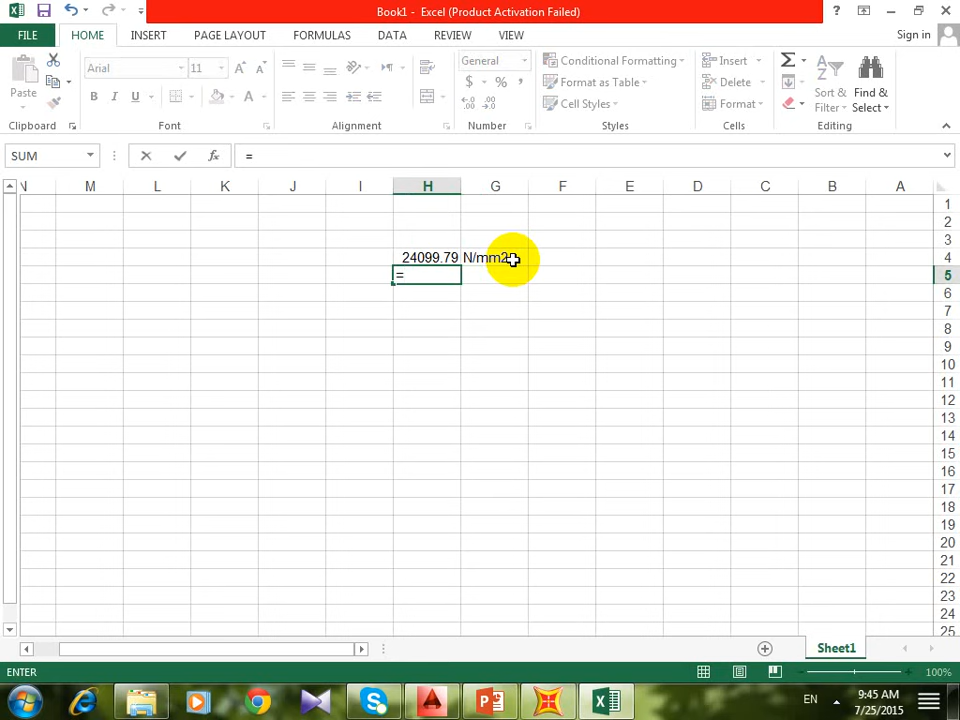 Book1 - Excel (Product Activation Failed)
FILE HOME INSERT PAGE LAYOUT FORMULAS DATA REVIEW VIEW Sign in
Paste Arial 11 General Conditional Formatting Insert
B I U A $ % , Format as Table Delete Sort & Find &
Cell Styles Format Filter Select
Clipboard Font Alignment Number Styles Cells Editing
SUM fx =
N M L K J I H G F E D C B A
1
2
3
24099.79 N/mm2 4
= 5
6
7
8
9
10
11
12
13
14
15
16
17
18
19
20
21
22
23
24
25
Sheet1
ENTER 100%
EN 9:45 AM
7/25/2015